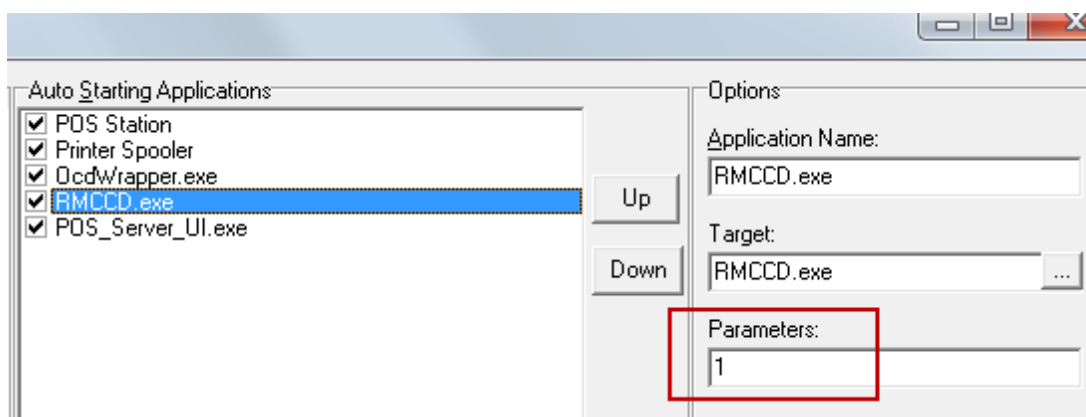 Auto Starting Applications
POS Station
Printer Spooler
OcdWrapper.exe
RMCCD.exe
POS_Server_UI.exe
Up
Down
Options
Application Name:
RMCCD.exe
Target:
RMCCD.exe
...
Parameters:
1